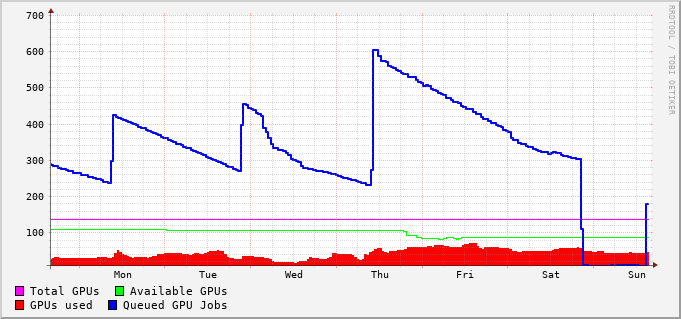 700
600
500
400
300
200
100
Mon Tue Wed Thu Fri Sat Sun
Total GPUs Available GPUs
GPUs used Queued GPU Jobs
RRDTOOL / TOBI OETIKER